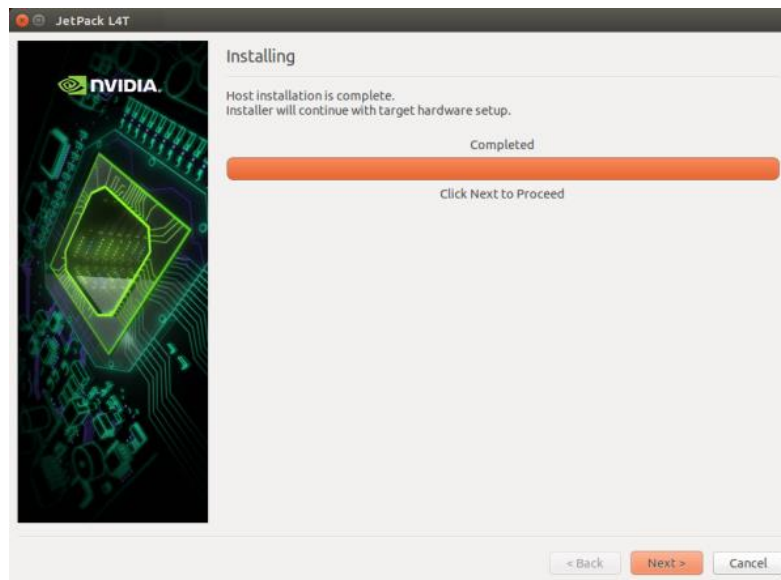 JetPack L4T
NVIDIA.
Installing
Host installation is complete.
Installer will continue with target hardware setup.
Completed
Click Next to Proceed
< Back
Next >
Cancel